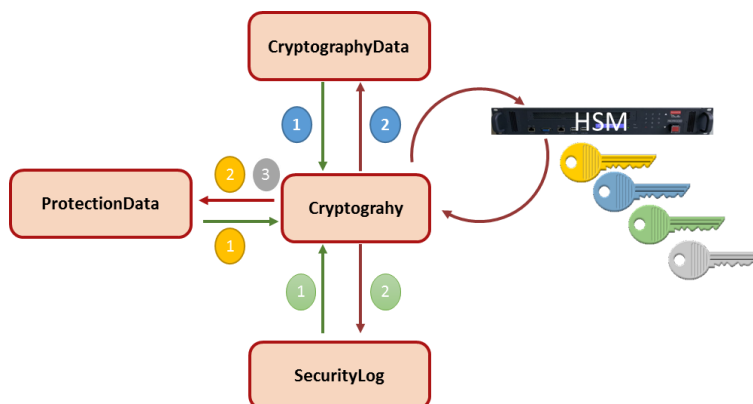 CryptographyData
1
2
HSM
2
3
ProtectionData
Cryptograhy
1
1
2
SecurityLog